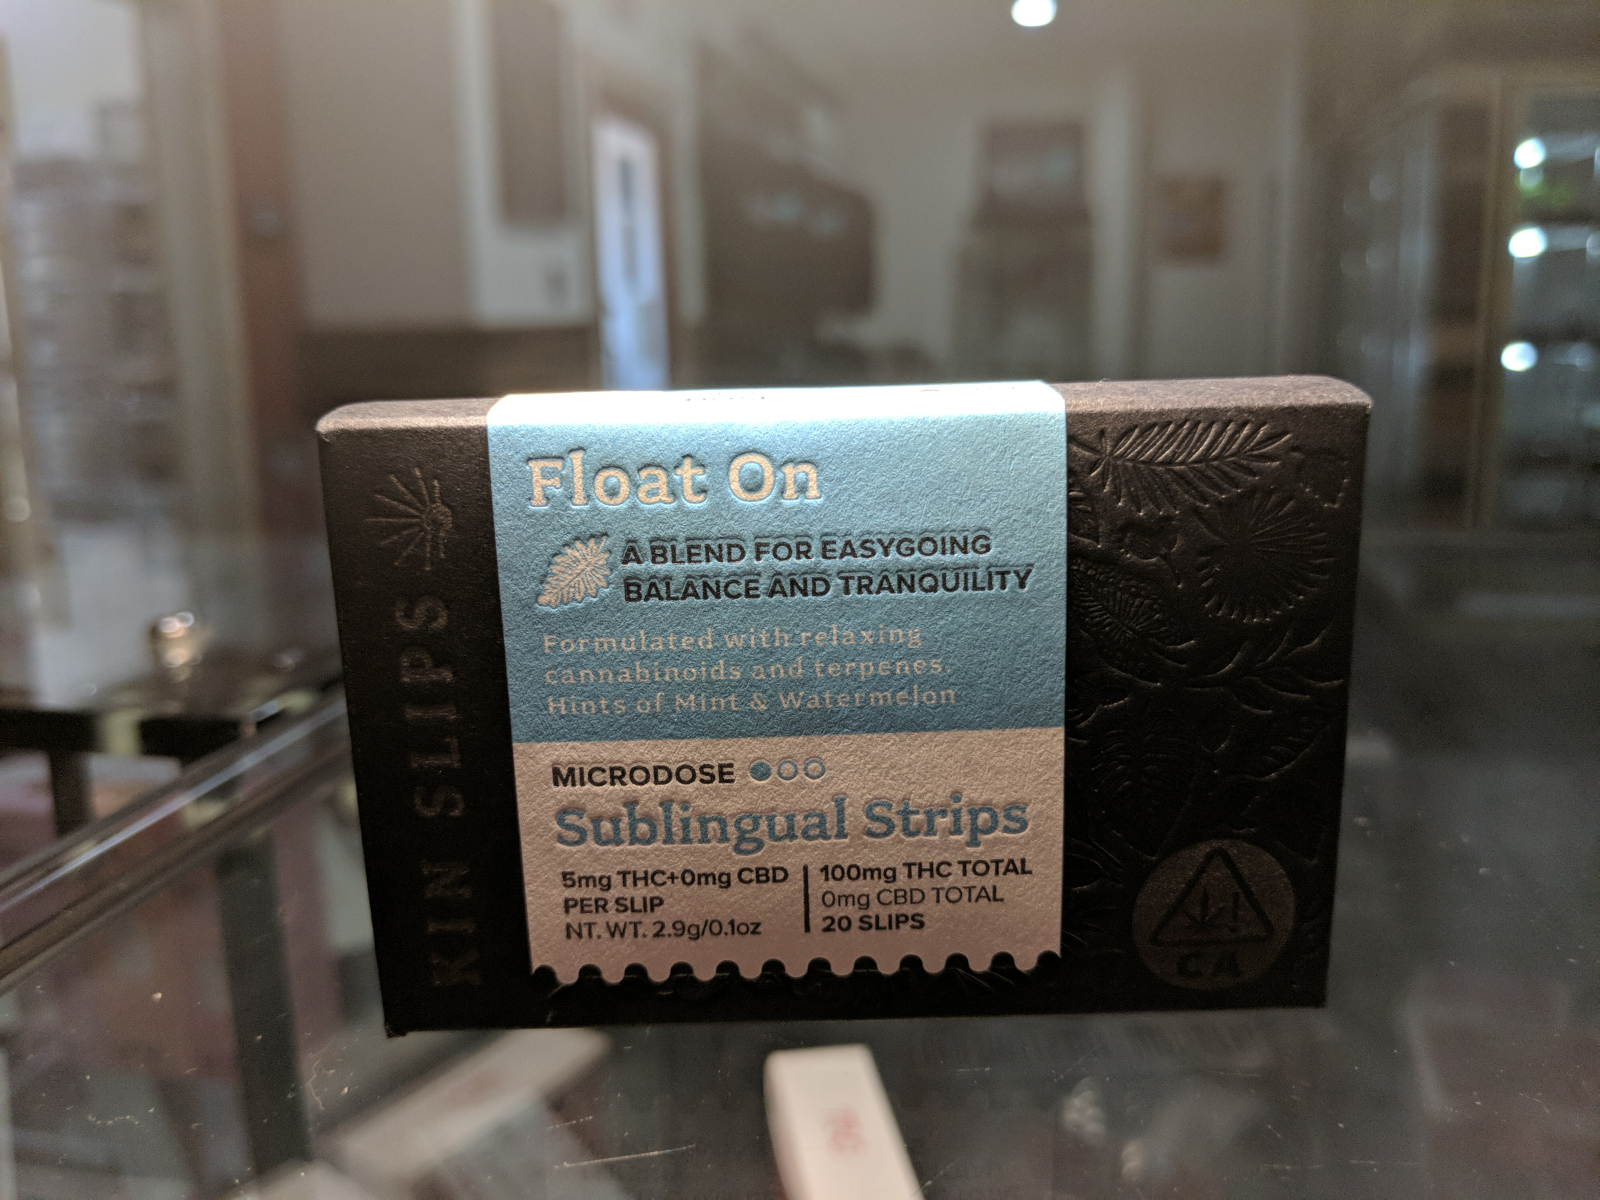 KIN SLIPS
Float On
A BLEND FOR EASYGOING
BALANCE AND TRANQUILITY
Formulated with relaxing
cannabinoids and terpenes.
Hints of Mint & Watermelon
MICRODOSE
Sublingual Strips
5mg THC+0mg CBD
PER SLIP
NT. WT. 2.9g/0.1oz
100mg THC TOTAL
0mg CBD TOTAL
20 SLIPS
!
CA